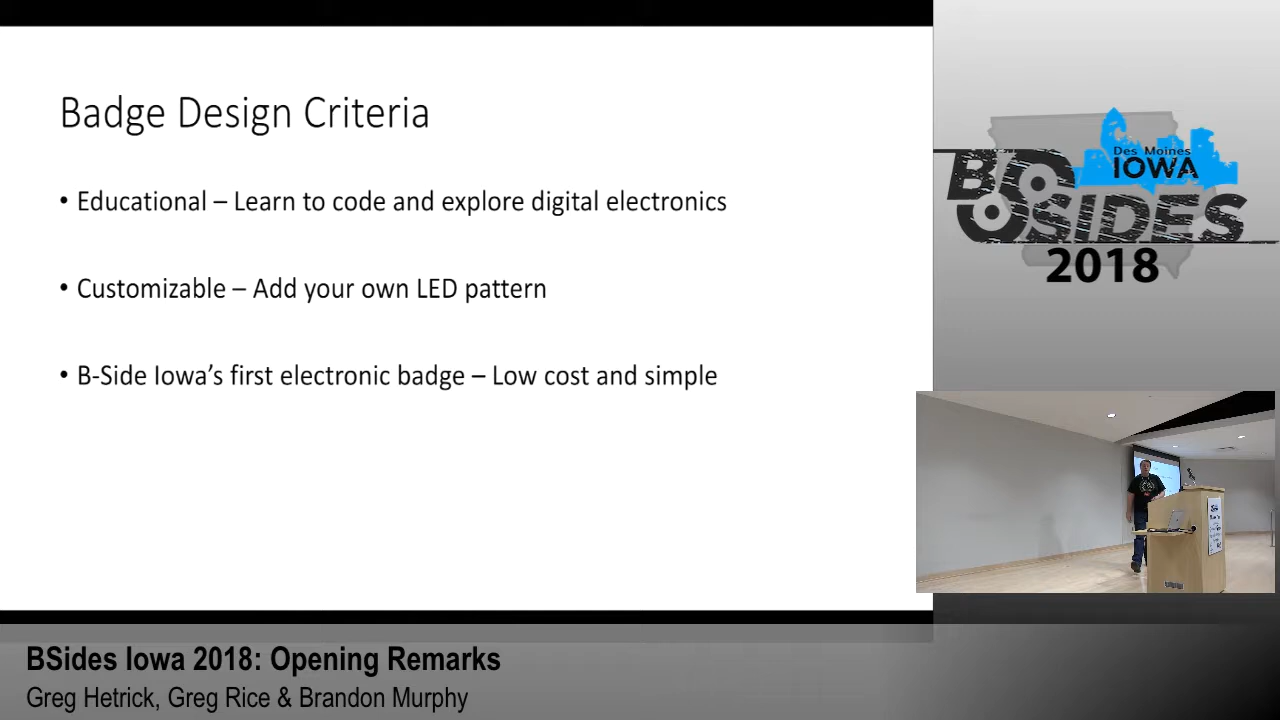 Badge Design Criteria
• Educational – Learn to code and explore digital electronics
• Customizable – Add your own LED pattern
• B-Side Iowa’s first electronic badge – Low cost and simple
Des Moines
IOWA
BSIDES
2018
BSides Iowa 2018: Opening Remarks
Greg Hetrick, Greg Rice & Brandon Murphy